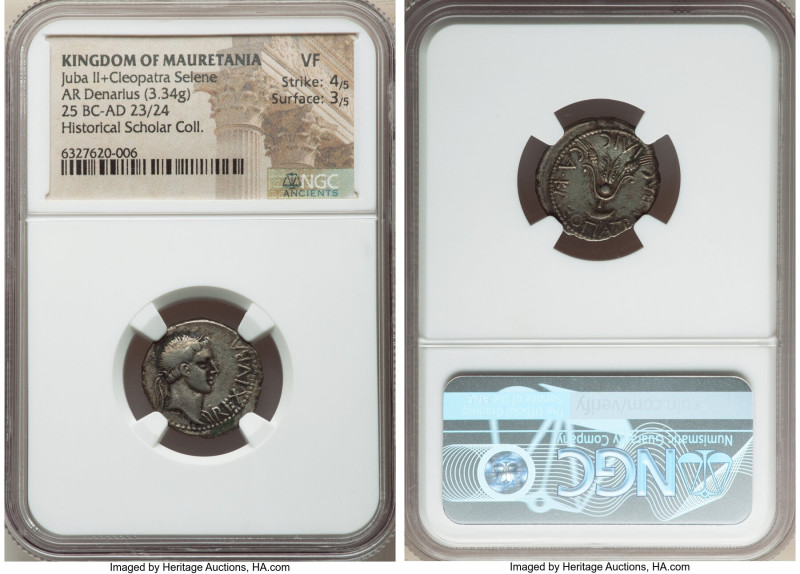 KINGDOM OF MAURETANIA VF
Juba II+Cleopatra Selene Strike: 4/5
AR Denarius (3.34g) Surface: 3/5
25 BC-AD 23/24
Historical Scholar Coll.
6327620-006
NGC
ANCIENTS
REX IVBA
Numismatic Guaranty Company
NGC
Imaged by Heritage Auctions, HA.com
Imaged by Heritage Auctions, HA.com